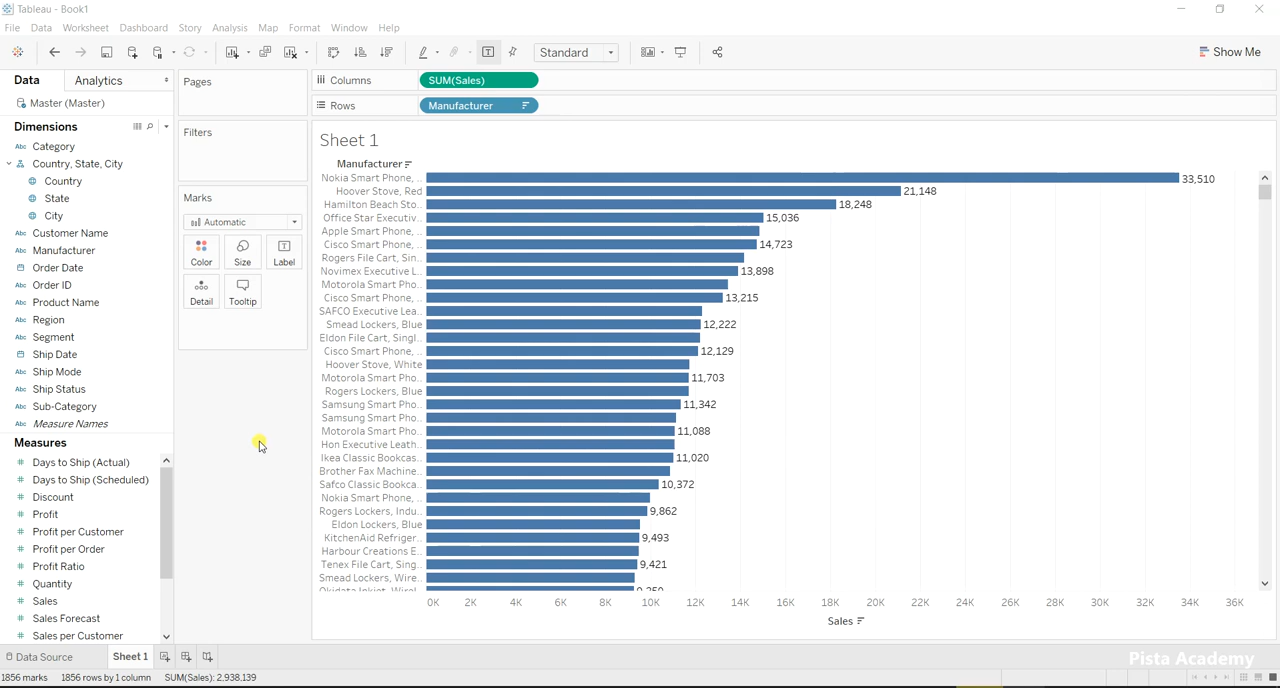 Tableau - Book1
File Data Worksheet Dashboard Story Analysis Map Format Window Help
Standard
Show Me
Data Analytics
Pages
Columns SUM(Sales)
Master (Master)
Rows Manufacturer
Dimensions
Filters
Abc Category
Country, State, City
Country
State
City
Abc Customer Name
Abc Manufacturer
Order Date
Abc Order ID
Abc Product Name
Abc Region
Abc Segment
Ship Date
Abc Ship Mode
Abc Ship Status
Abc Sub-Category
Abc Measure Names
Measures
# Days to Ship (Actual)
# Days to Ship (Scheduled)
# Discount
# Profit
# Profit per Customer
# Profit per Order
# Profit Ratio
# Quantity
# Sales
# Sales Forecast
# Sales per Customer
Marks
Automatic
Color Size Label
Detail Tooltip
Sheet 1
Manufacturer
Nokia Smart Phone, .. 33,510
Hoover Stove, Red 21,148
Hamilton Beach Sto.. 18,248
Office Star Executiv.. 15,036
Apple Smart Phone, ..
Cisco Smart Phone, .. 14,723
Rogers File Cart, Sin..
Novimex Executive L.. 13,898
Motorola Smart Pho..
Cisco Smart Phone, .. 13,215
SAFCO Executive Lea..
Smead Lockers, Blue 12,222
Eldon File Cart, Singl..
Cisco Smart Phone, .. 12,129
Hoover Stove, White
Motorola Smart Pho.. 11,703
Rogers Lockers, Blue
Samsung Smart Pho.. 11,342
Samsung Smart Pho..
Motorola Smart Pho.. 11,088
Hon Executive Leath..
Ikea Classic Bookcas.. 11,020
Brother Fax Machine..
Safco Classic Bookca.. 10,372
Nokia Smart Phone, ..
Rogers Lockers, Indu.. 9,862
Eldon Lockers, Blue
KitchenAid Refriger.. 9,493
Harbour Creations E..
Tenex File Cart, Sing.. 9,421
Smead Lockers, Wire..
0K 2K 4K 6K 8K 10K 12K 14K 16K 18K 20K 22K 24K 26K 28K 30K 32K 34K 36K
Sales
Data Source Sheet 1
Pista Academy
1856 marks 1856 rows by 1 column SUM(Sales): 2,938,139